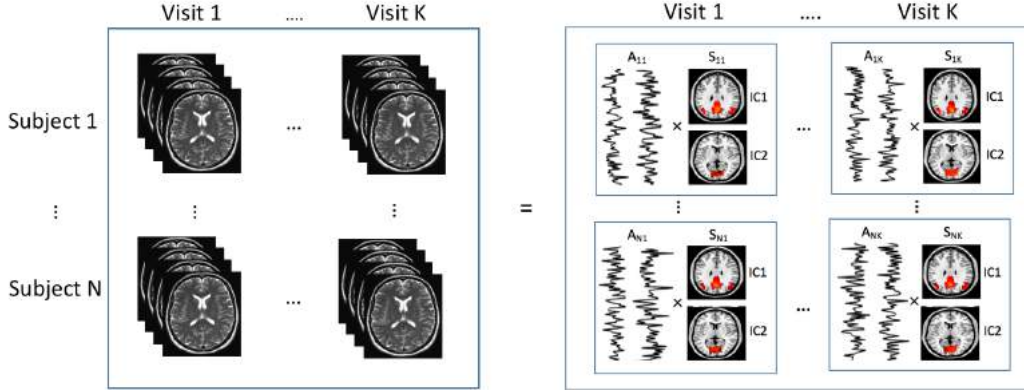 Visit 1 .... Visit K Visit 1 .... Visit K
A11 S11 A1K S1K
Subject 1 ... × IC1 ... × IC1
IC2 IC2
⋮ ⋮ ⋮ = ⋮ ⋮
AN1 SN1 ANK SNK
Subject N ... × IC1 ... × IC1
IC2 IC2